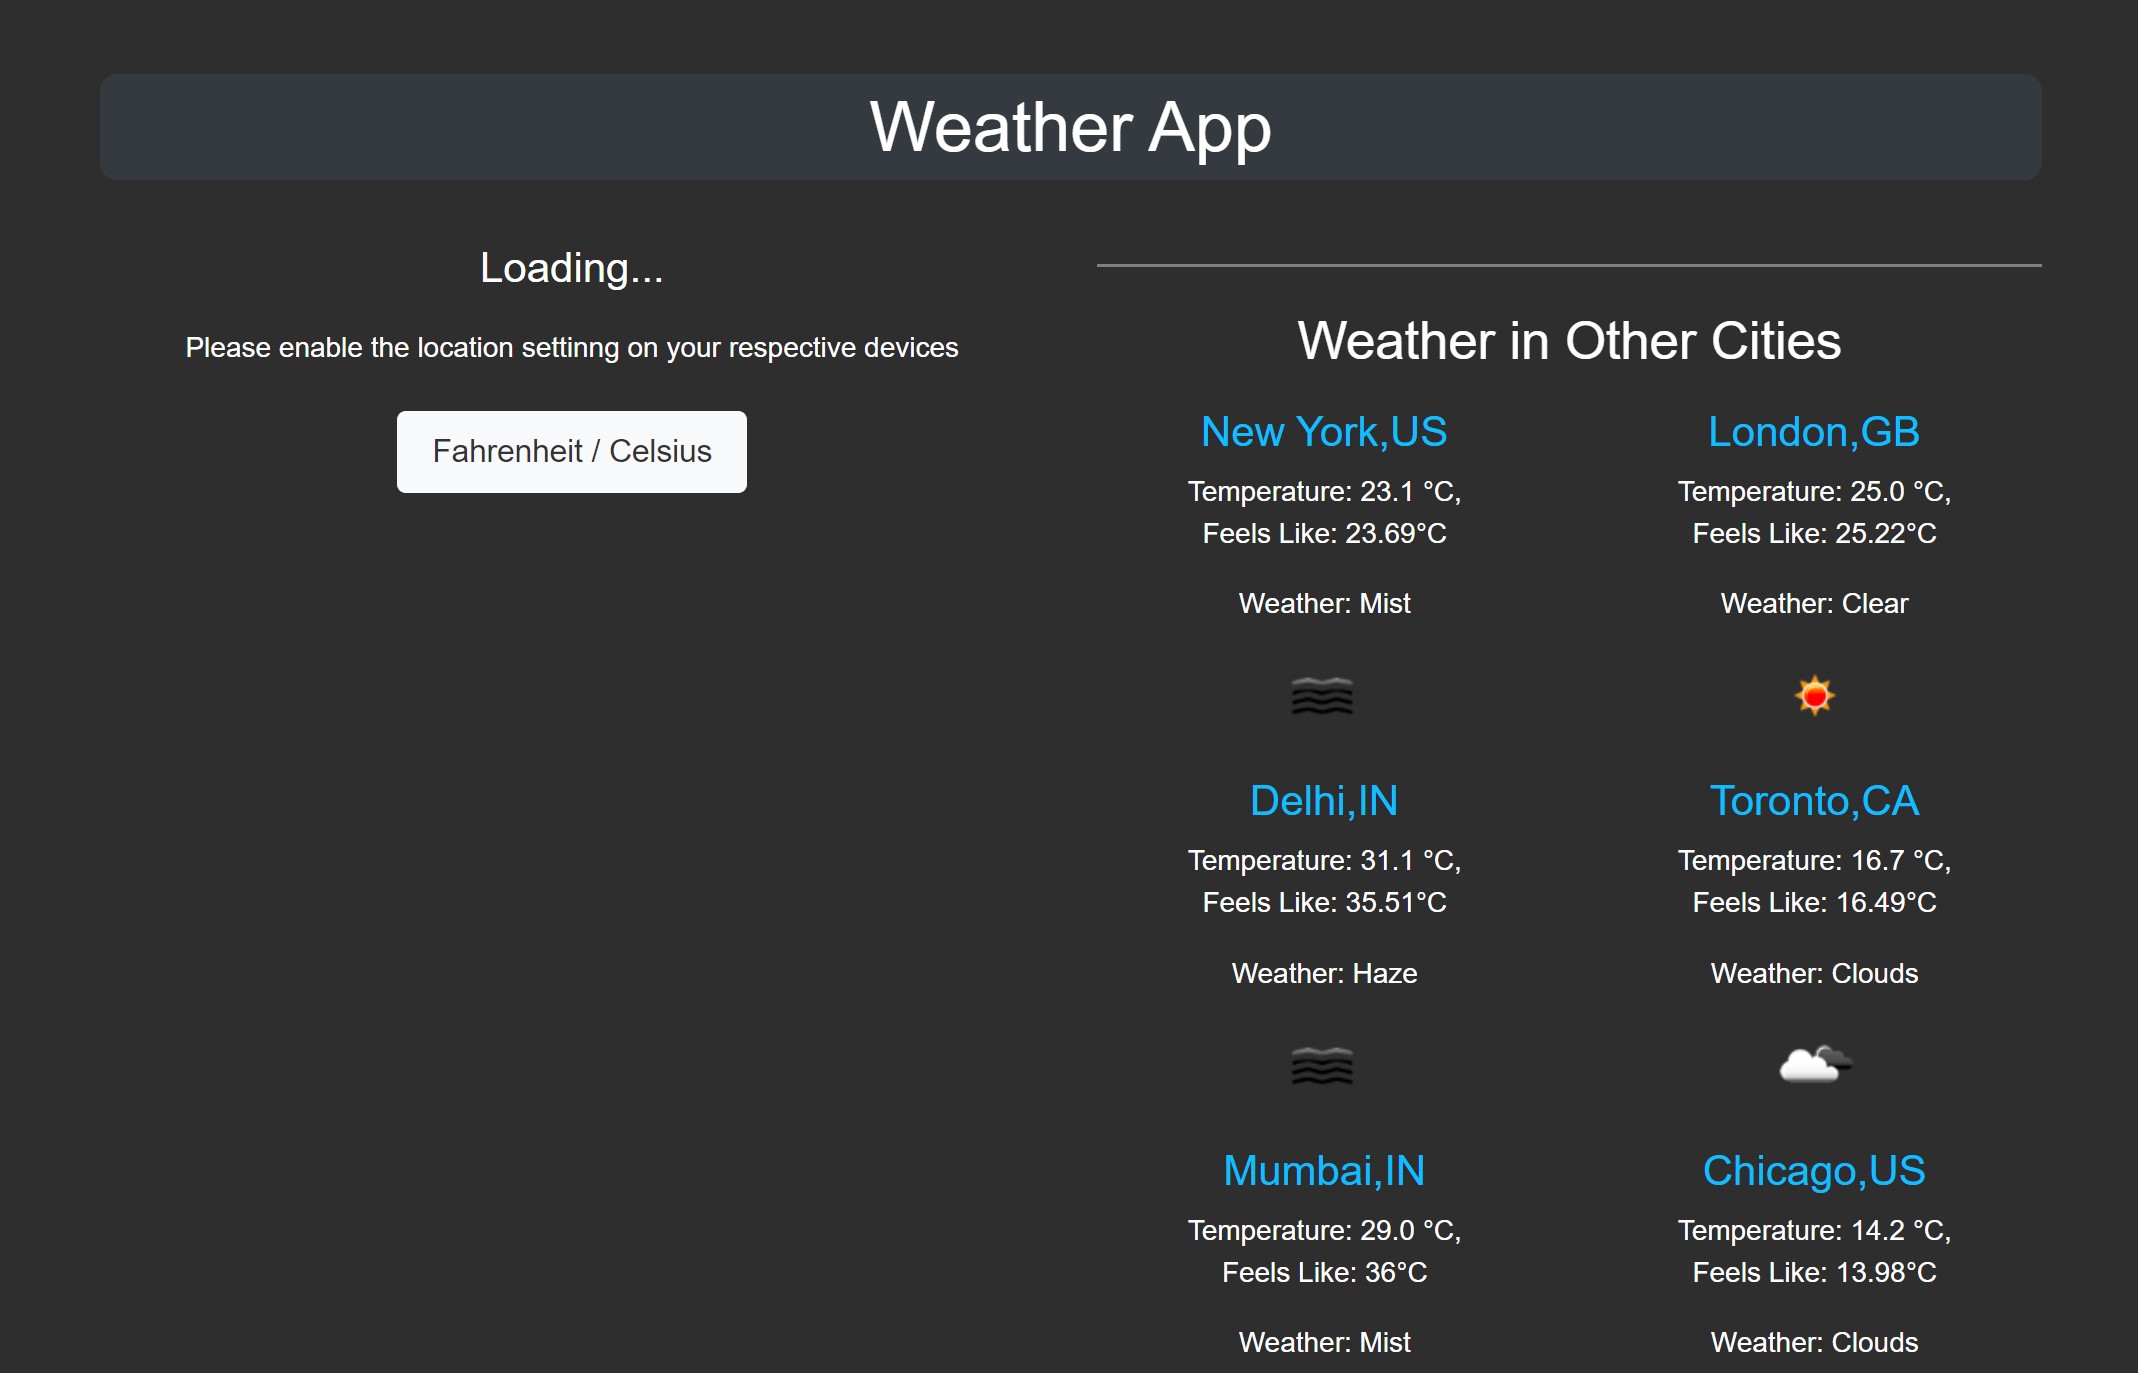 Weather App
Loading...
Please enable the location settinng on your respective devices
Fahrenheit / Celsius
Weather in Other Cities
New York,US
Temperature: 23.1 °C,
Feels Like: 23.69°C
Weather: Mist
London,GB
Temperature: 25.0 °C,
Feels Like: 25.22°C
Weather: Clear
Delhi,IN
Temperature: 31.1 °C,
Feels Like: 35.51°C
Weather: Haze
Toronto,CA
Temperature: 16.7 °C,
Feels Like: 16.49°C
Weather: Clouds
Mumbai,IN
Temperature: 29.0 °C,
Feels Like: 36°C
Weather: Mist
Chicago,US
Temperature: 14.2 °C,
Feels Like: 13.98°C
Weather: Clouds